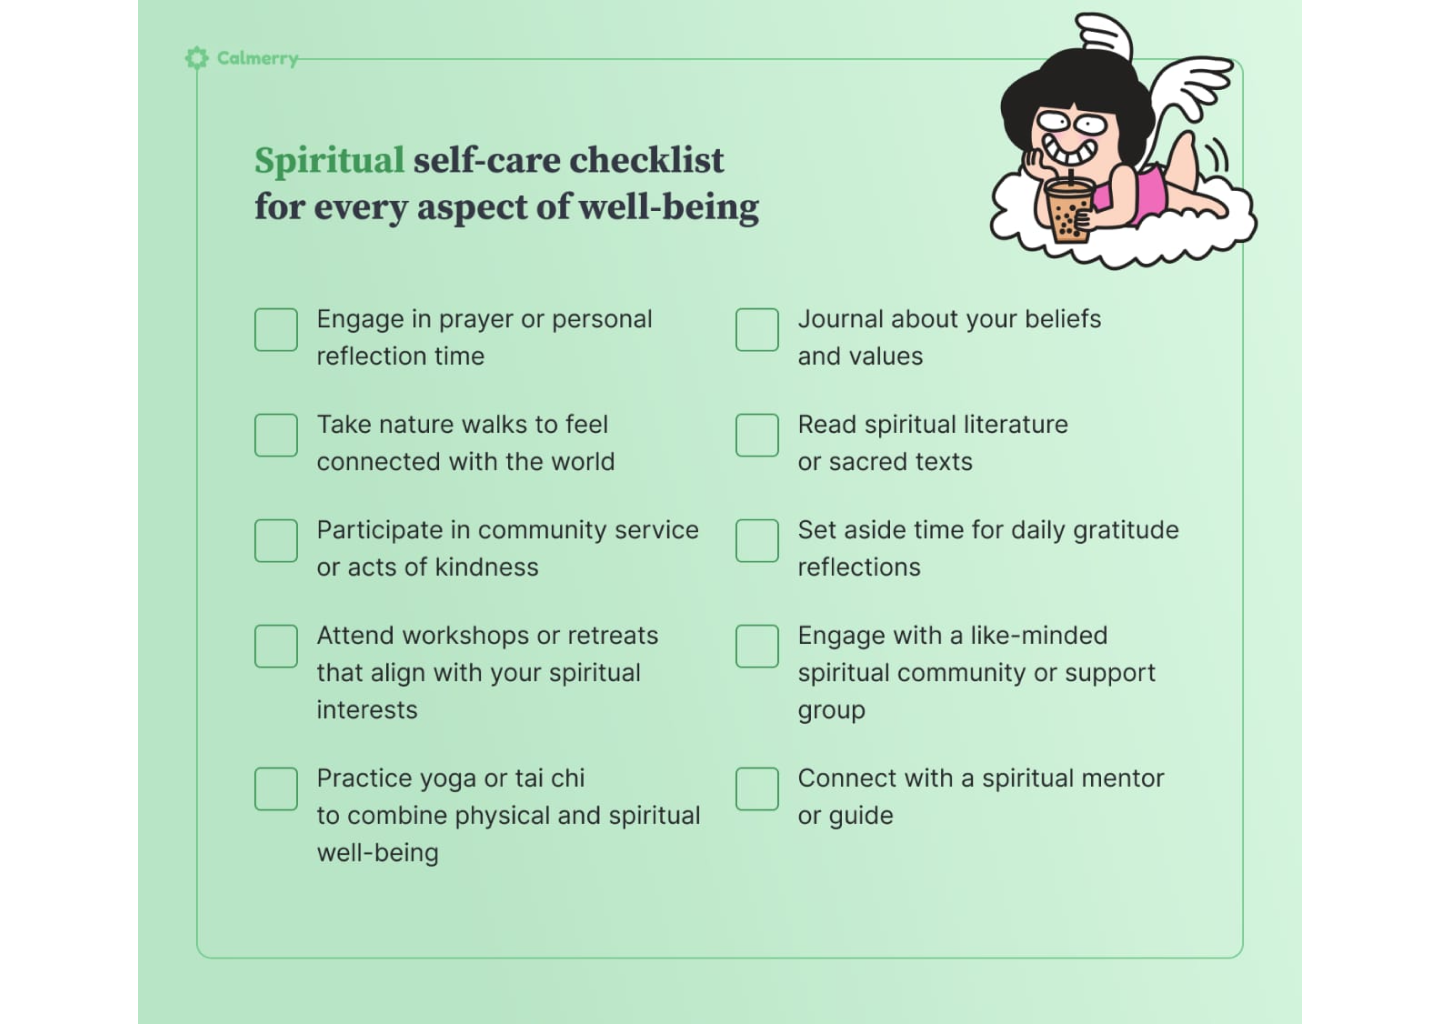 Calmerry
Spiritual self-care checklist
for every aspect of well-being
Engage in prayer or personal
reflection time
Take nature walks to feel
connected with the world
Participate in community service
or acts of kindness
Attend workshops or retreats
that align with your spiritual
interests
Practice yoga or tai chi
to combine physical and spiritual
well-being
Journal about your beliefs
and values
Read spiritual literature
or sacred texts
Set aside time for daily gratitude
reflections
Engage with a like-minded
spiritual community or support
group
Connect with a spiritual mentor
or guide